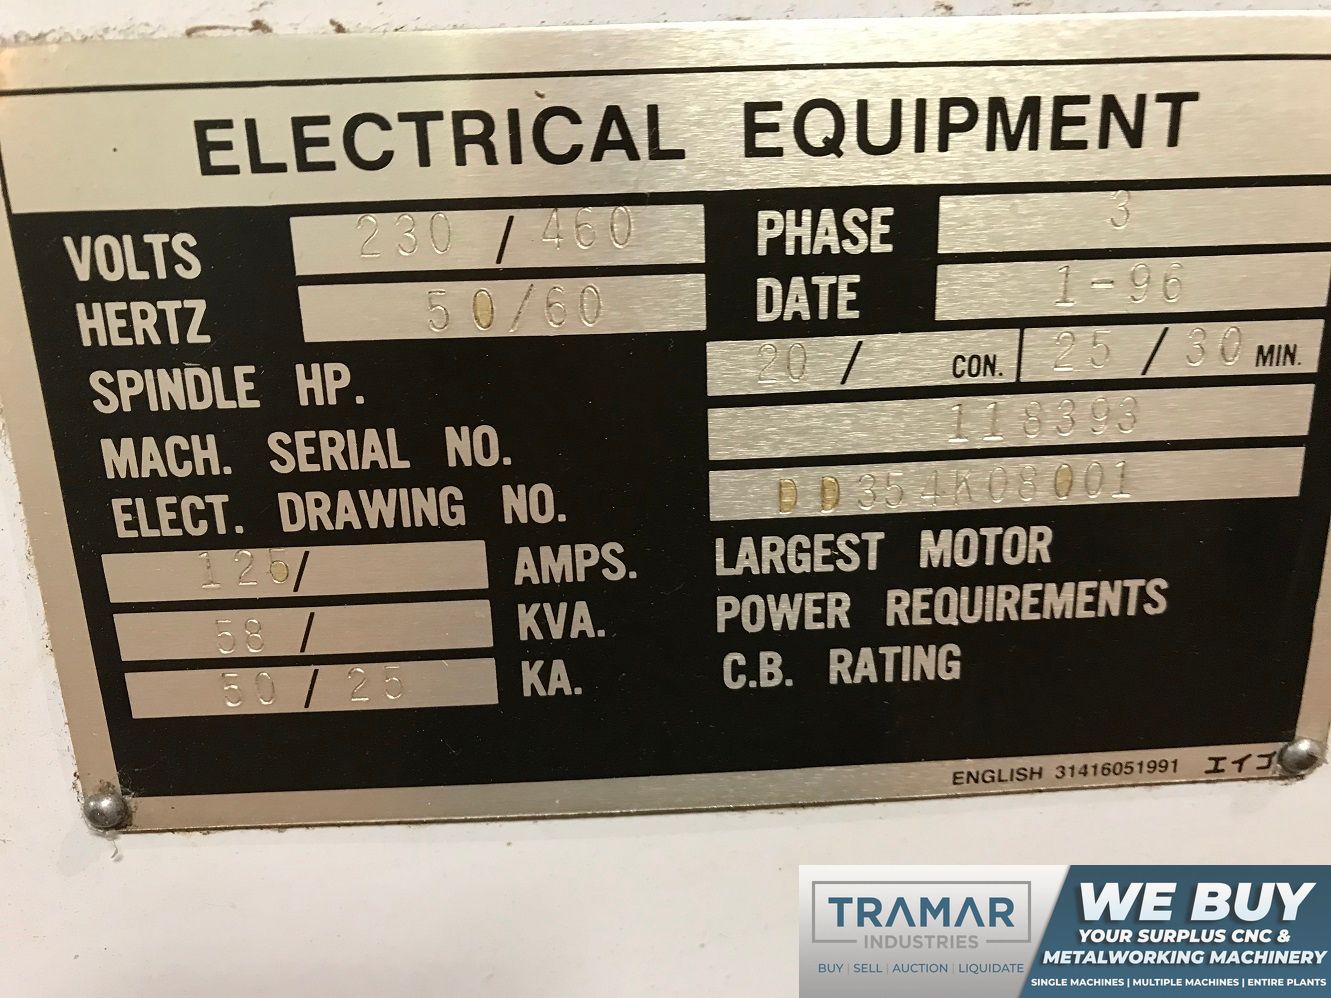 ELECTRICAL EQUIPMENT
VOLTS 230 / 460 PHASE 3
HERTZ 50/60 DATE 1-96
SPINDLE HP. 20 / CON. 25 / 30 MIN.
MACH. SERIAL NO. 118393
ELECT. DRAWING NO. DD354K08001
125/ AMPS. LARGEST MOTOR
58 / KVA. POWER REQUIREMENTS
50 / 25 KA. C.B. RATING
ENGLISH 31416051991 エイゴ
TRAMAR
INDUSTRIES
BUY | SELL | AUCTION | LIQUIDATE
WE BUY
YOUR SURPLUS CNC &
METALWORKING MACHINERY
SINGLE MACHINES | MULTIPLE MACHINES | ENTIRE PLANTS